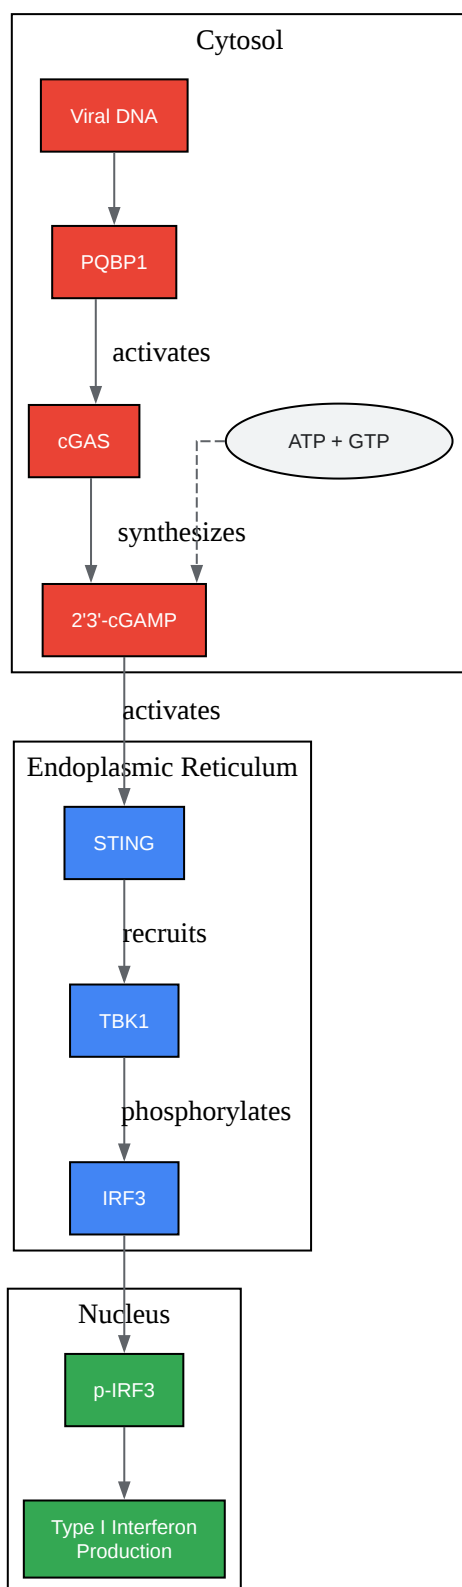 Cytosol
Viral DNA
PQBP1
activates
cGAS
ATP + GTP
synthesizes
2'3'-cGAMP
activates
Endoplasmic Reticulum
STING
recruits
TBK1
phosphorylates
IRF3
Nucleus
p-IRF3
Type I Interferon
Production